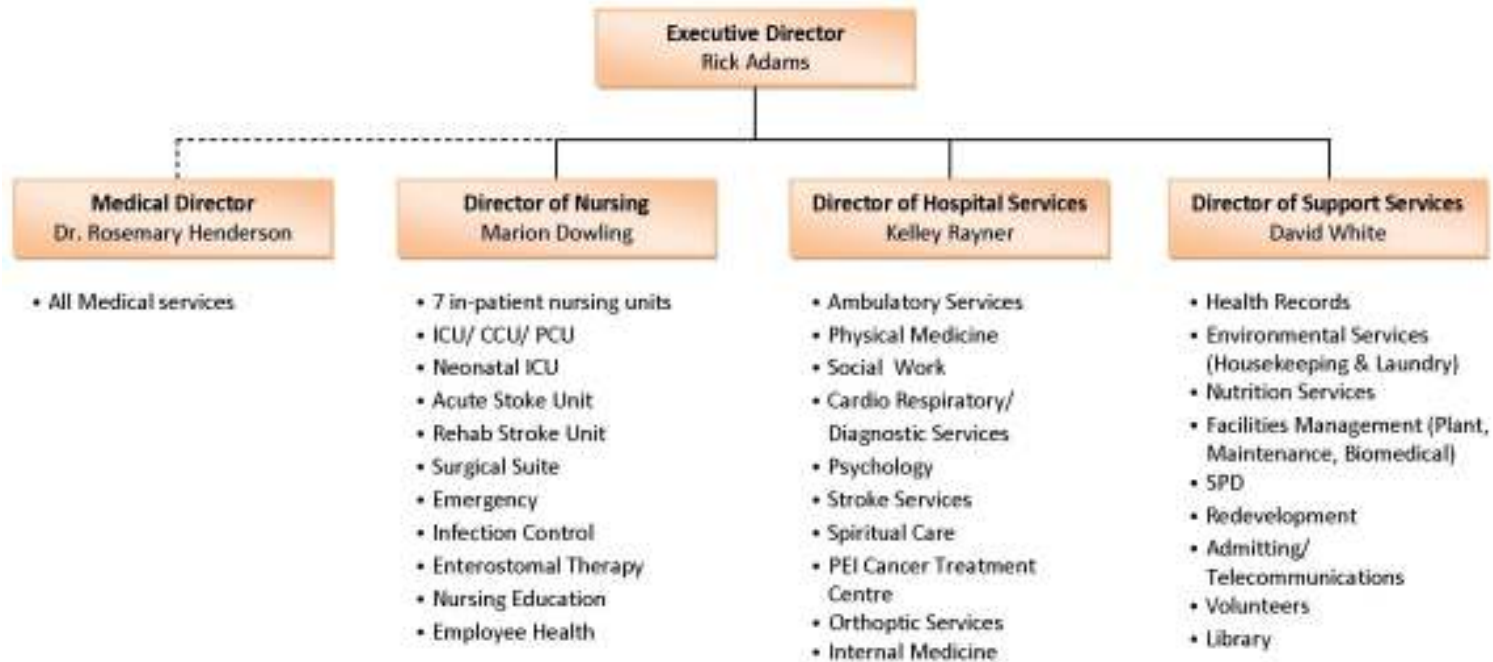 Executive Director
Rick Adams
Medical Director
Dr. Rosemary Henderson
• All Medical services
Director of Nursing
Marion Dowling
• 7 in-patient nursing units
• ICU/ CCU/ PCU
• Neonatal ICU
• Acute Stoke Unit
• Rehab Stroke Unit
• Surgical Suite
• Emergency
• Infection Control
• Enterostomal Therapy
• Nursing Education
• Employee Health
Director of Hospital Services
Kelley Rayner
• Ambulatory Services
• Physical Medicine
• Social Work
• Cardio Respiratory/
Diagnostic Services
• Psychology
• Stroke Services
• Spiritual Care
• PEI Cancer Treatment
Centre
• Orthoptic Services
• Internal Medicine
Director of Support Services
David White
• Health Records
• Environmental Services
(Housekeeping & Laundry)
• Nutrition Services
• Facilities Management (Plant,
Maintenance, Biomedical)
• SPD
• Redevelopment
• Admitting/
Telecommunications
• Volunteers
• Library